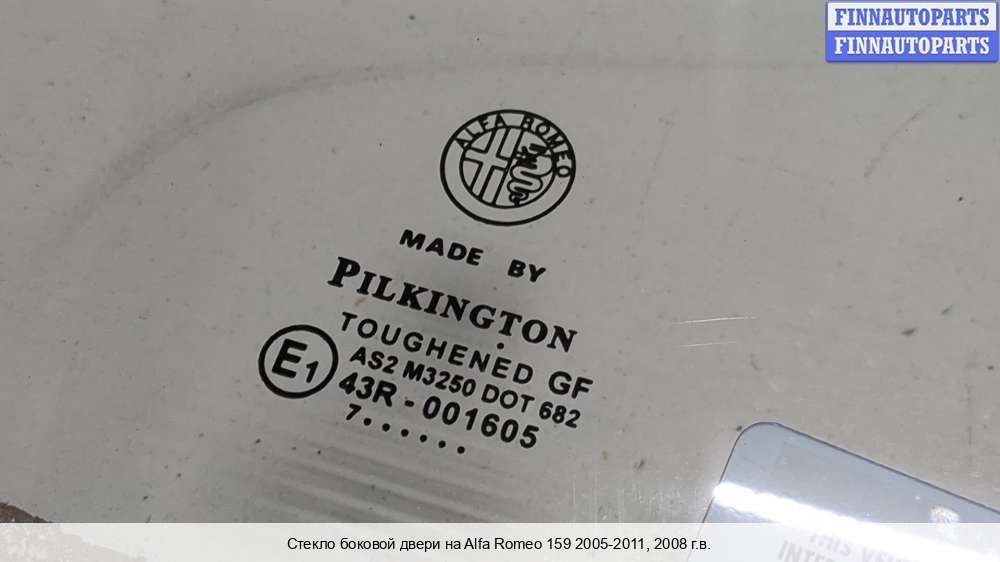 FINNAUTOPARTS
FINNAUTOPARTS
ALFA ROMEO
MADE BY
PILKINGTON
TOUGHENED GF
E1
AS2 M3250 DOT 682
43R - 001605
7......
Стекло боковой двери на Alfa Romeo 159 2005-2011, 2008 г.в.